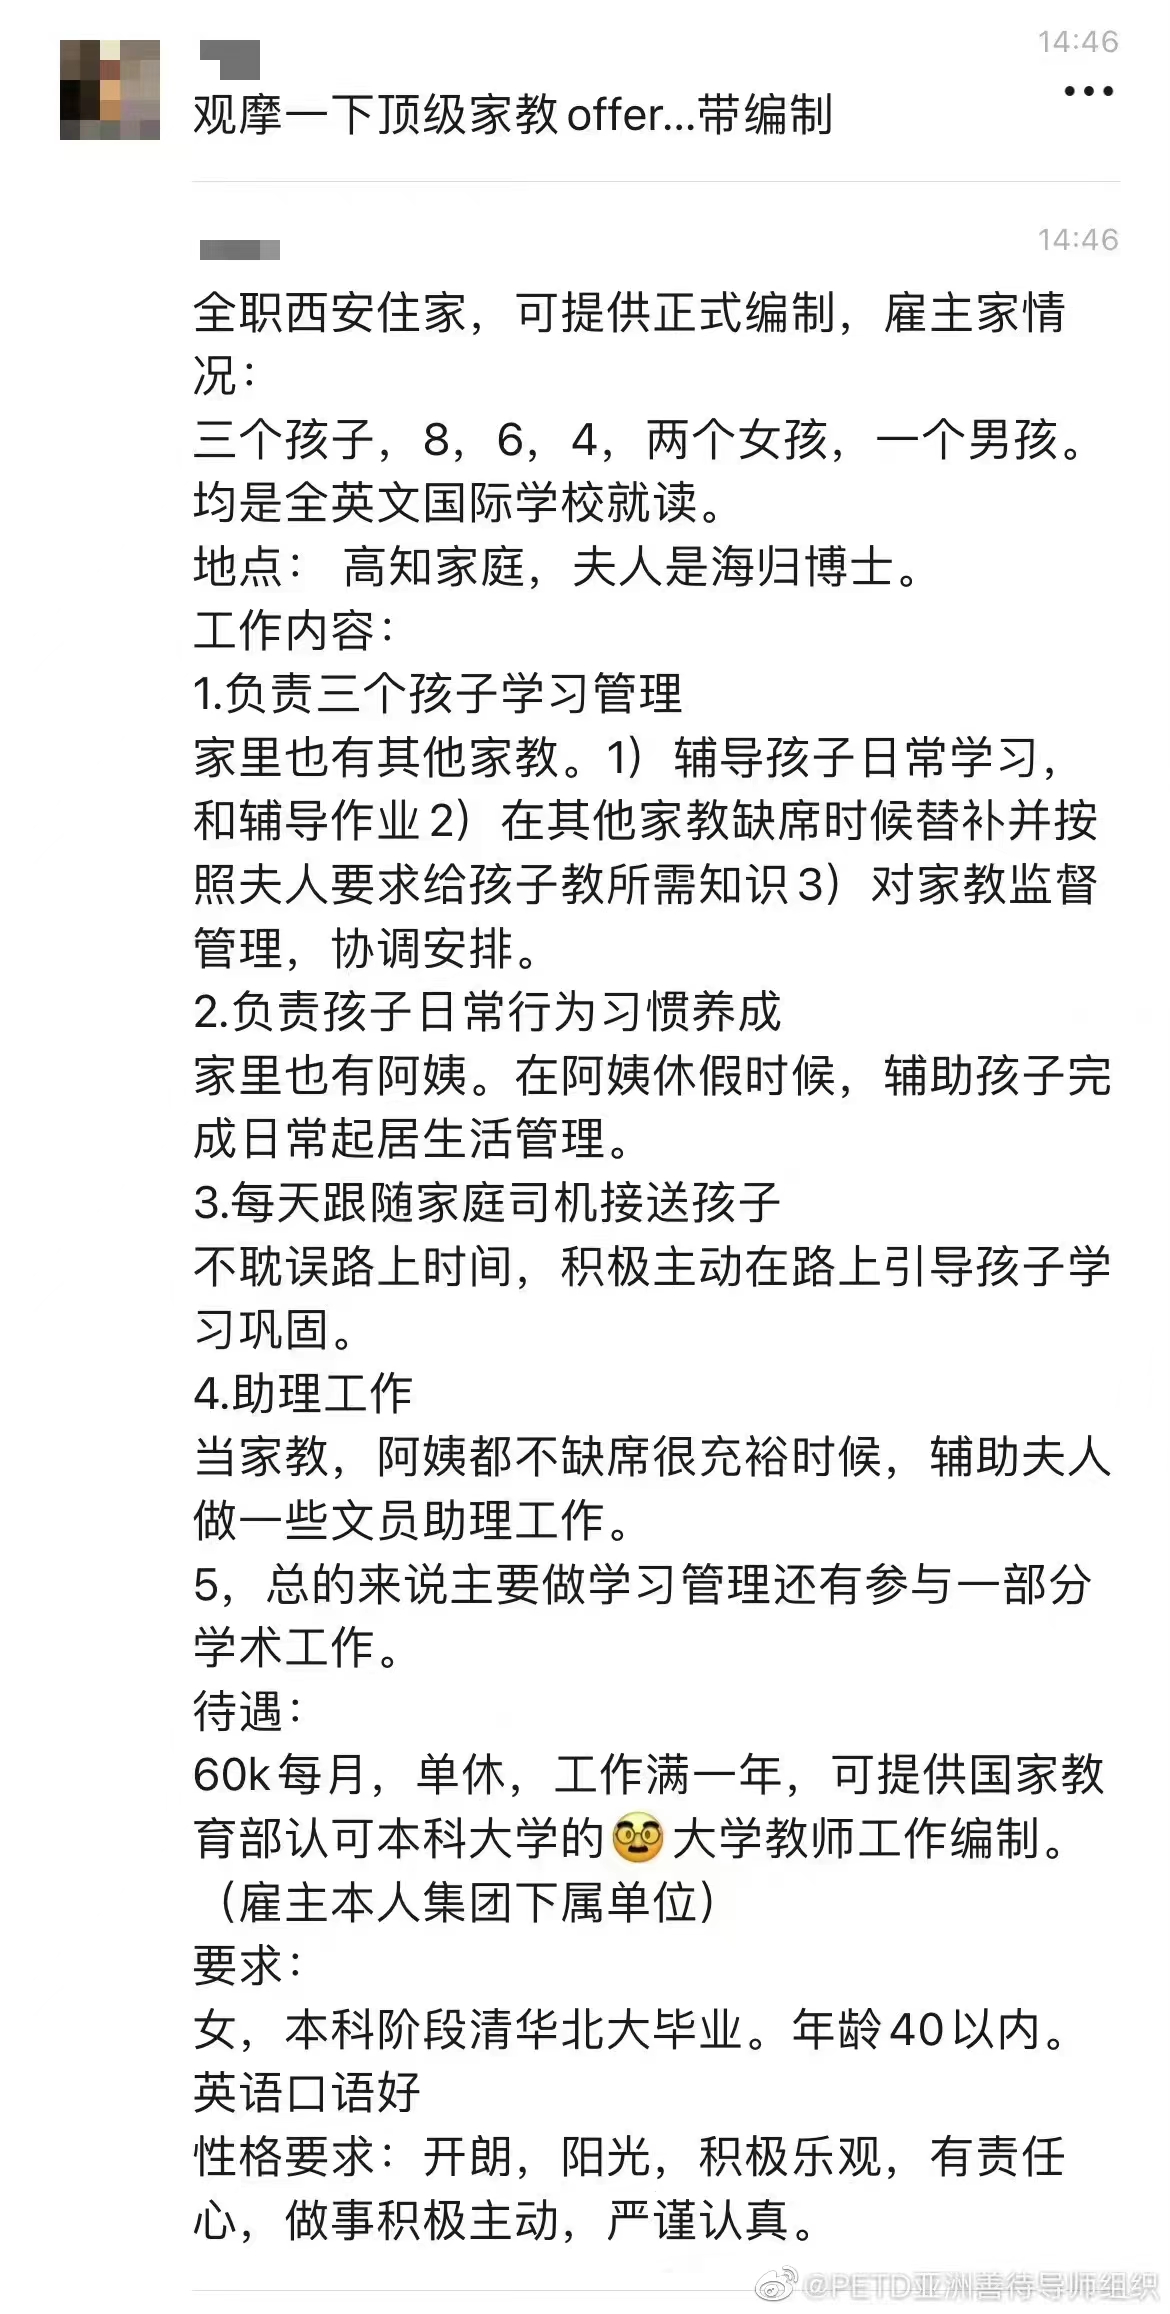 14:46
观摩一下顶级家教offer...带编制
14:46
全职西安住家，可提供正式编制，雇主家情
况：
三个孩子，8，6，4，两个女孩，一个男孩。
均是全英文国际学校就读。
地点： 高知家庭，夫人是海归博士。
工作内容：
1.负责三个孩子学习管理
家里也有其他家教。1）辅导孩子日常学习，
和辅导作业2）在其他家教缺席时候替补并按
照夫人要求给孩子教所需知识3）对家教监督
管理，协调安排。
2.负责孩子日常行为习惯养成
家里也有阿姨。在阿姨休假时候，辅助孩子完
成日常起居生活管理。
3.每天跟随家庭司机接送孩子
不耽误路上时间，积极主动在路上引导孩子学
习巩固。
4.助理工作
当家教，阿姨都不缺席很充裕时候，辅助夫人
做一些文员助理工作。
5，总的来说主要做学习管理还有参与一部分
学术工作。
待遇：
60k每月，单休，工作满一年，可提供国家教
育部认可本科大学的🥸大学教师工作编制。
（雇主本人集团下属单位）
要求：
女，本科阶段清华北大毕业。年龄40以内。
英语口语好
性格要求：开朗，阳光，积极乐观，有责任
心，做事积极主动，严谨认真。
@PETD亚洲善待导师组织